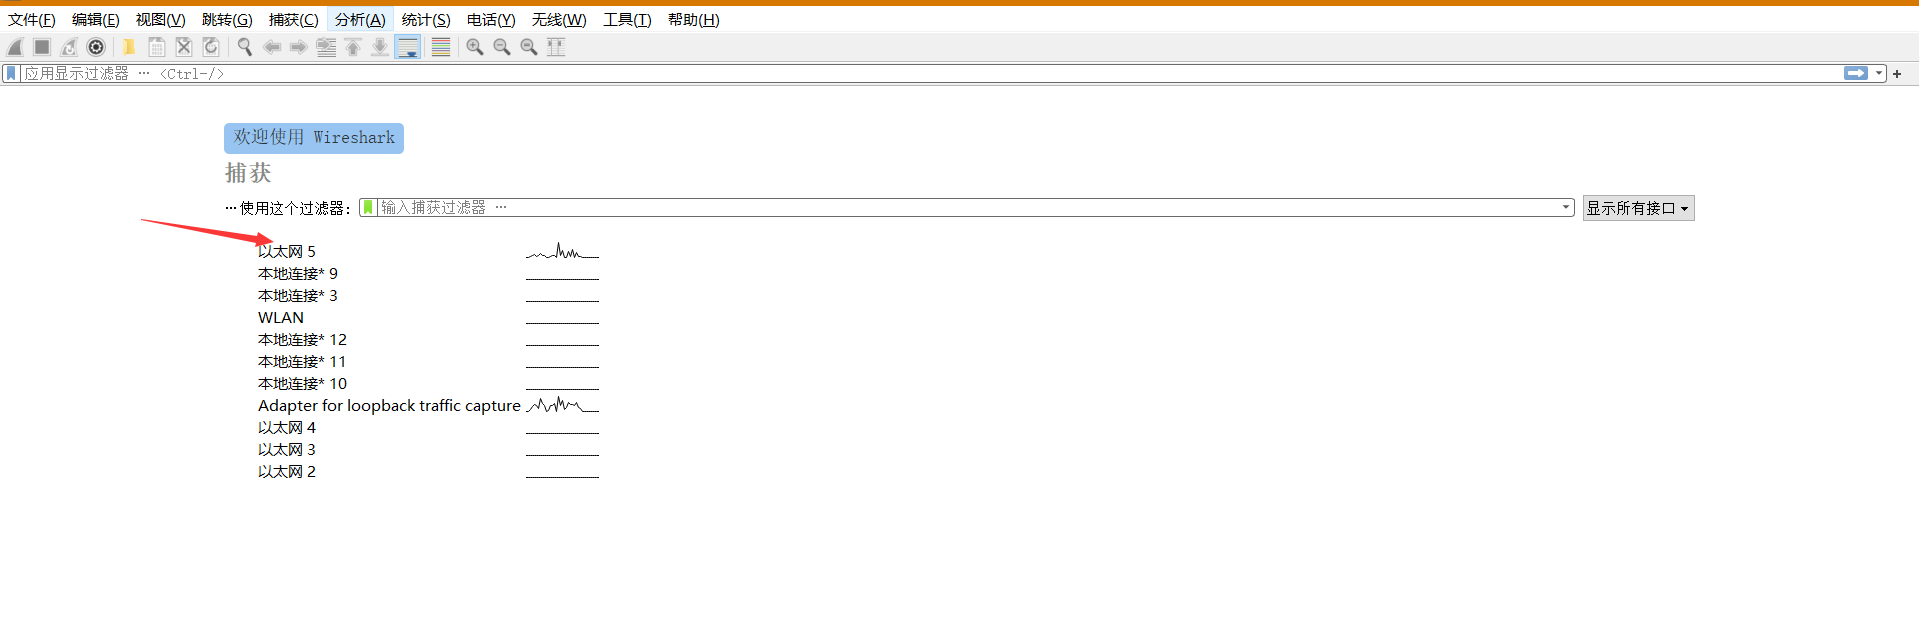 文件(F) 编辑(E) 视图(V) 跳转(G) 捕获(C) 分析(A) 统计(S) 电话(Y) 无线(W) 工具(T) 帮助(H)
应用显示过滤器 … <Ctrl-/>
欢迎使用 Wireshark
捕获
…使用这个过滤器: 输入捕获过滤器 … 显示所有接口
以太网 5
本地连接* 9
本地连接* 3
WLAN
本地连接* 12
本地连接* 11
本地连接* 10
Adapter for loopback traffic capture
以太网 4
以太网 3
以太网 2